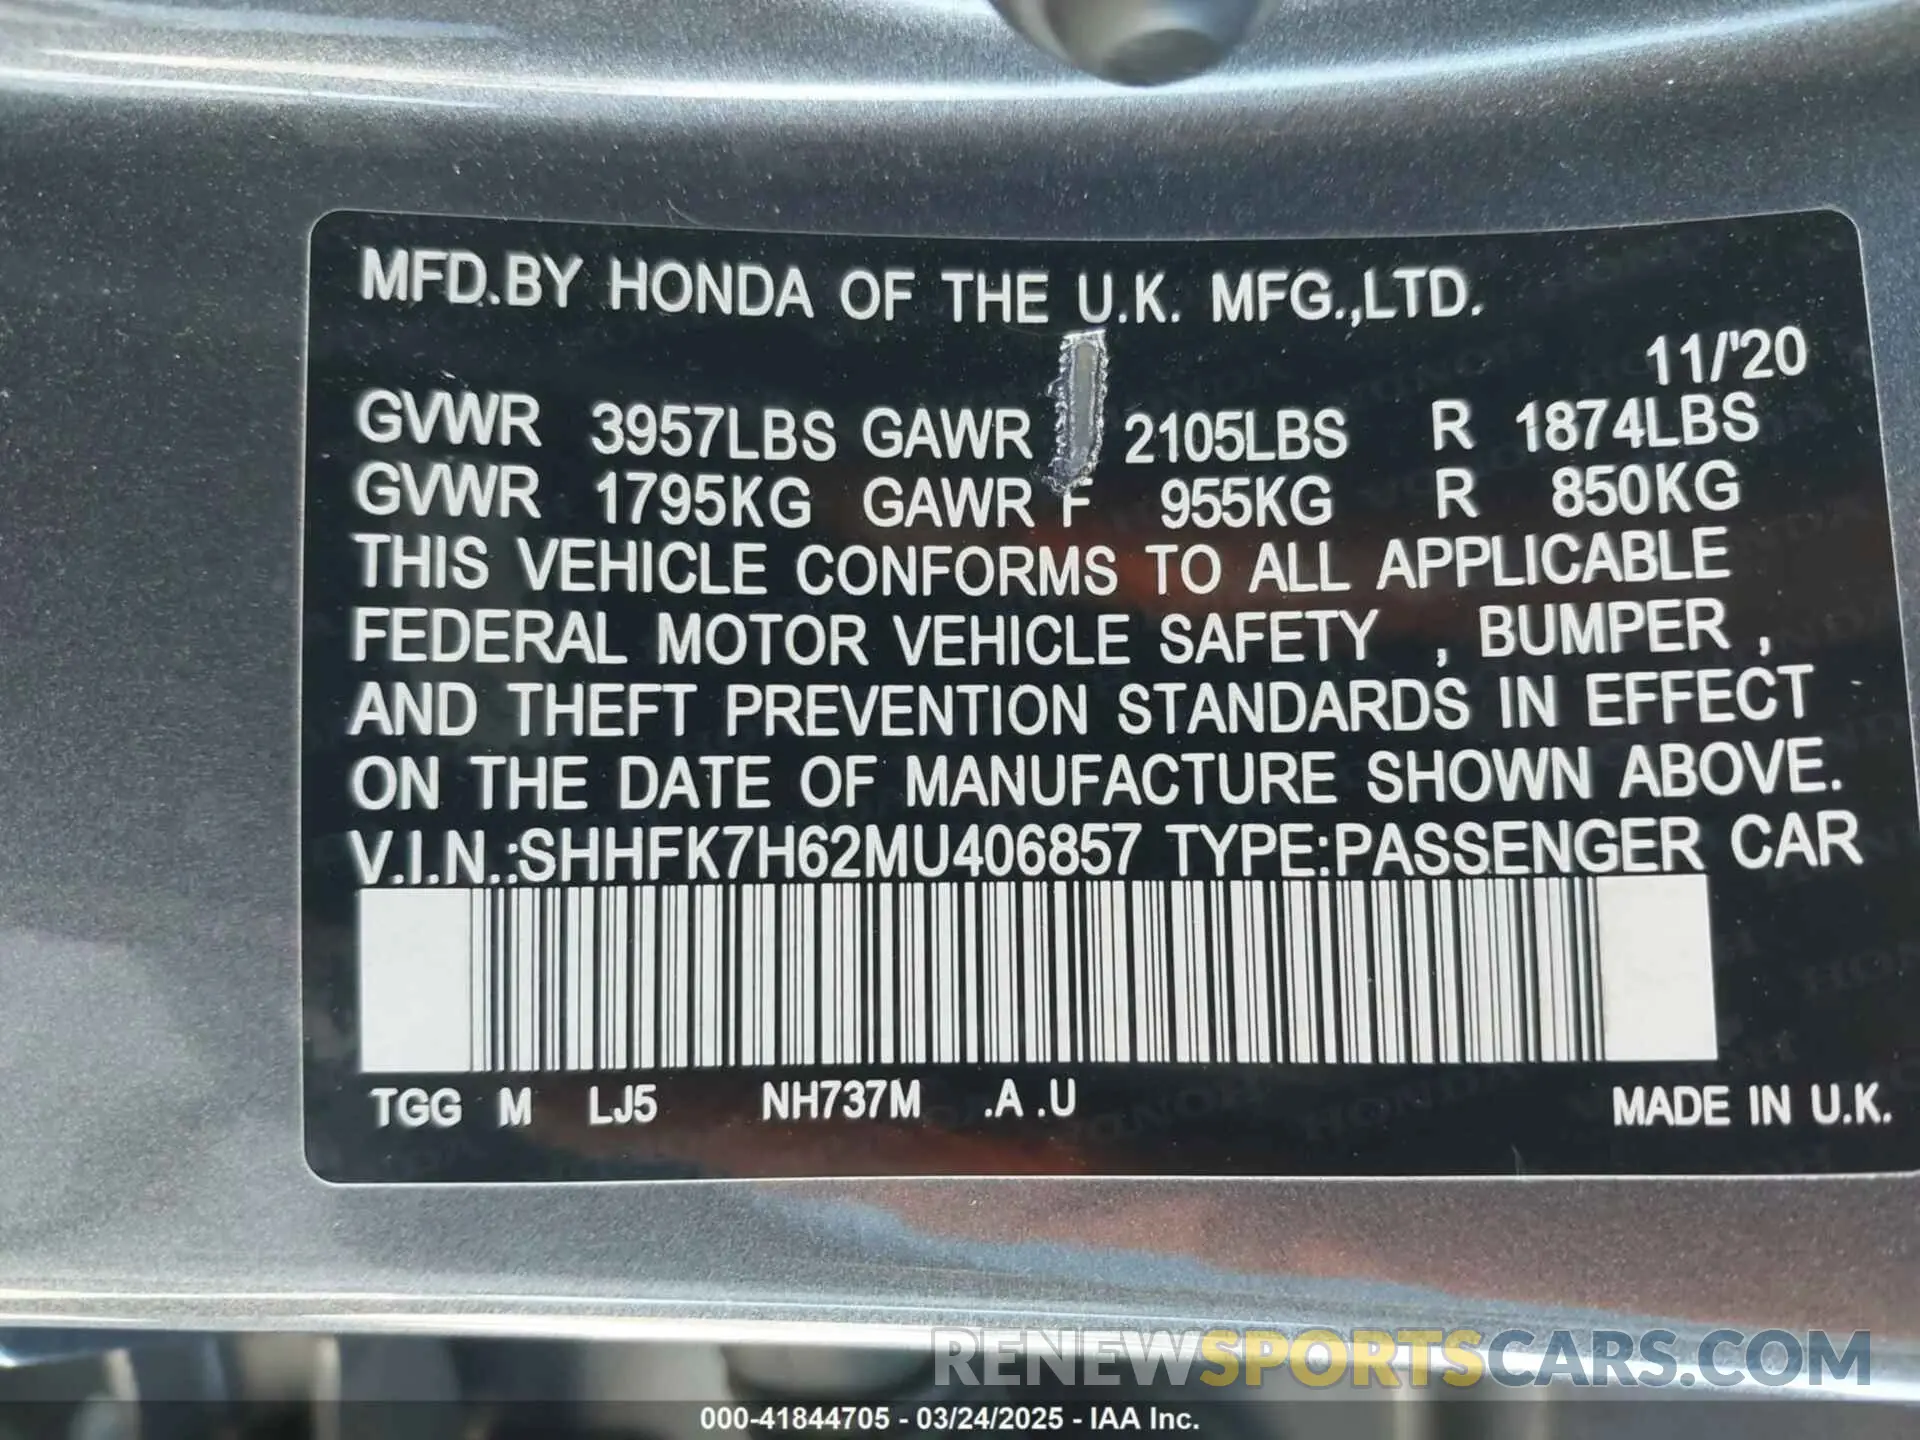 MFD.BY HONDA OF THE U.K. MFG.,LTD.
11/'20
GVWR 3957LBS GAWR 2105LBS R 1874LBS
GVWR 1795KG GAWR F 955KG R 850KG
THIS VEHICLE CONFORMS TO ALL APPLICABLE
FEDERAL MOTOR VEHICLE SAFETY , BUMPER ,
AND THEFT PREVENTION STANDARDS IN EFFECT
ON THE DATE OF MANUFACTURE SHOWN ABOVE.
V.I.N.:SHHFK7H62MU406857 TYPE:PASSENGER CAR
TGG M LJ5 NH737M .A .U MADE IN U.K.
RENEWSPORTSCARS.COM
000-41844705 - 03/24/2025 - IAA Inc.